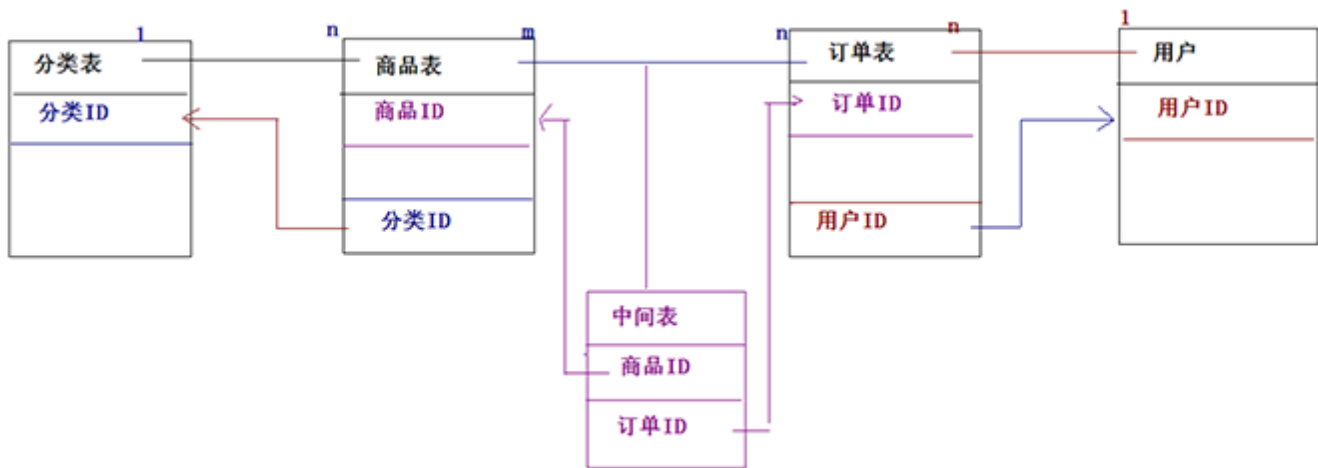 1
n
m
n
n
1
分类表
商品表
订单表
用户
分类ID
商品ID
订单ID
用户ID
分类ID
用户ID
中间表
商品ID
订单ID